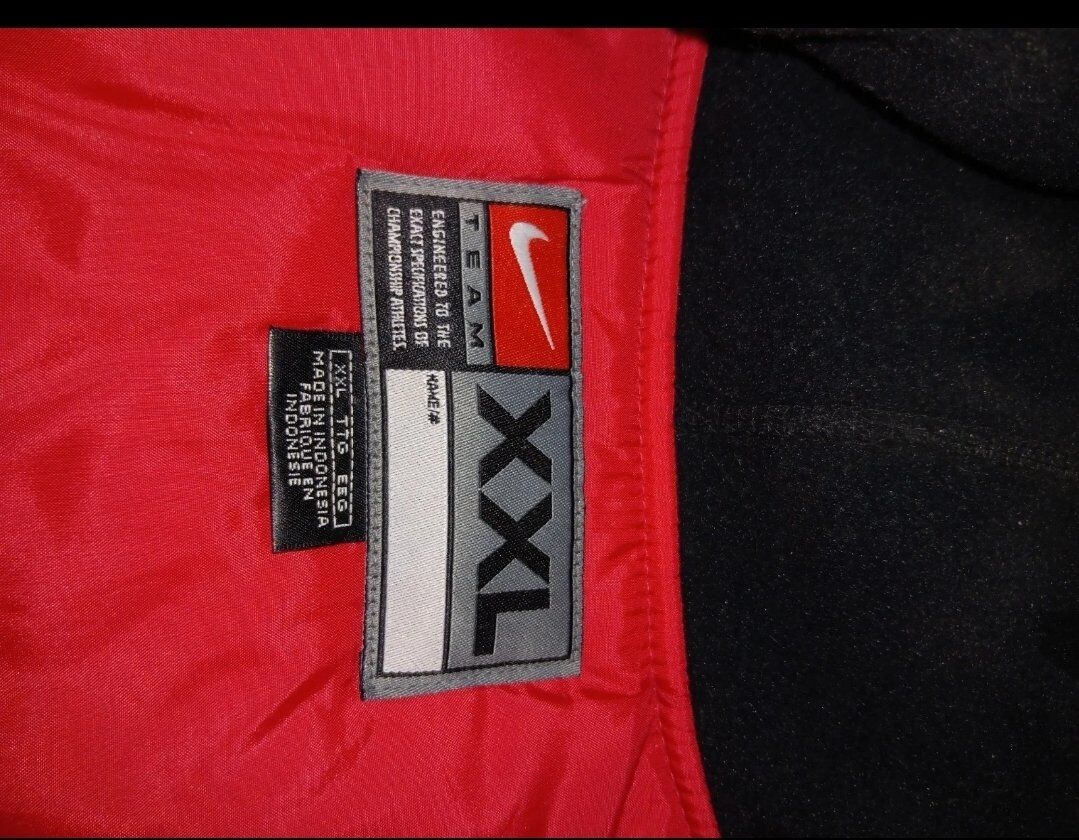 TEAM
XXL
ENGINEERED TO THE
EXACT SPECIFICATIONS OF
CHAMPIONSHIP ATHLETES.
NAME/#
XXL TTG EEG
MADE IN INDONESIA
FABRIQUE EN
INDONESIE